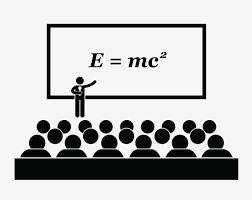 E = mc²